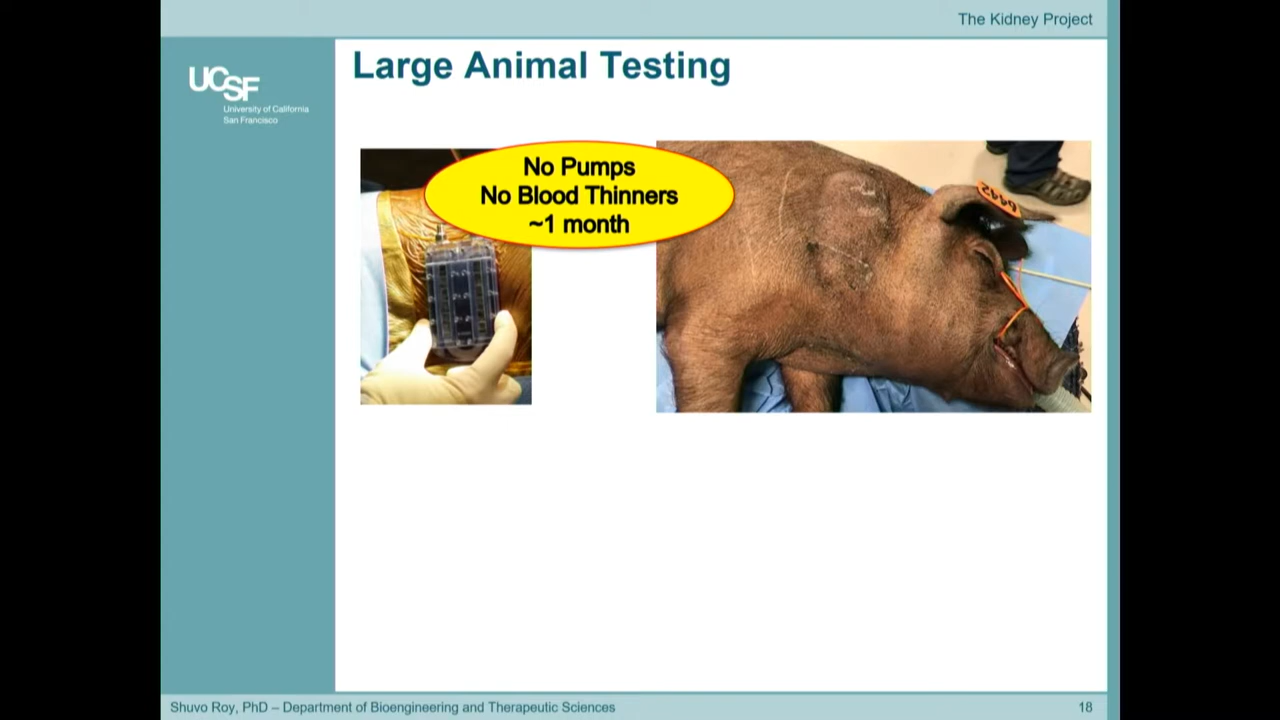 The Kidney Project
UCSF
University of California
San Francisco
Large Animal Testing
No Pumps
No Blood Thinners
~1 month
6442
Shuvo Roy, PhD – Department of Bioengineering and Therapeutic Sciences
18